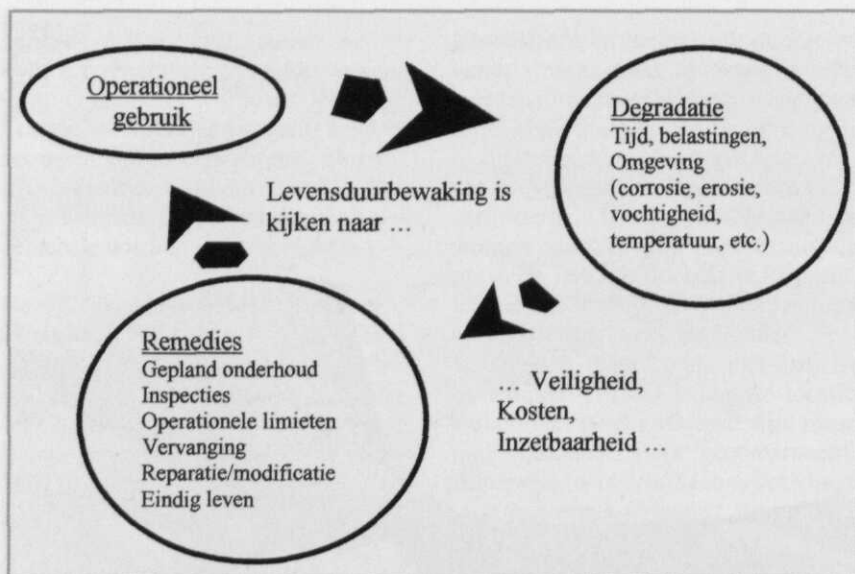 Operationeel
gebruik
Degradatie
Tijd, belastingen,
Omgeving
(corrosie, erosie,
vochtigheid,
temperatuur, etc.)
Levensduurbewaking is
kijken naar ...
Remedies
Gepland onderhoud
Inspecties
Operationele limieten
Vervanging
Reparatie/modificatie
Eindig leven
... Veiligheid,
Kosten,
Inzetbaarheid ...